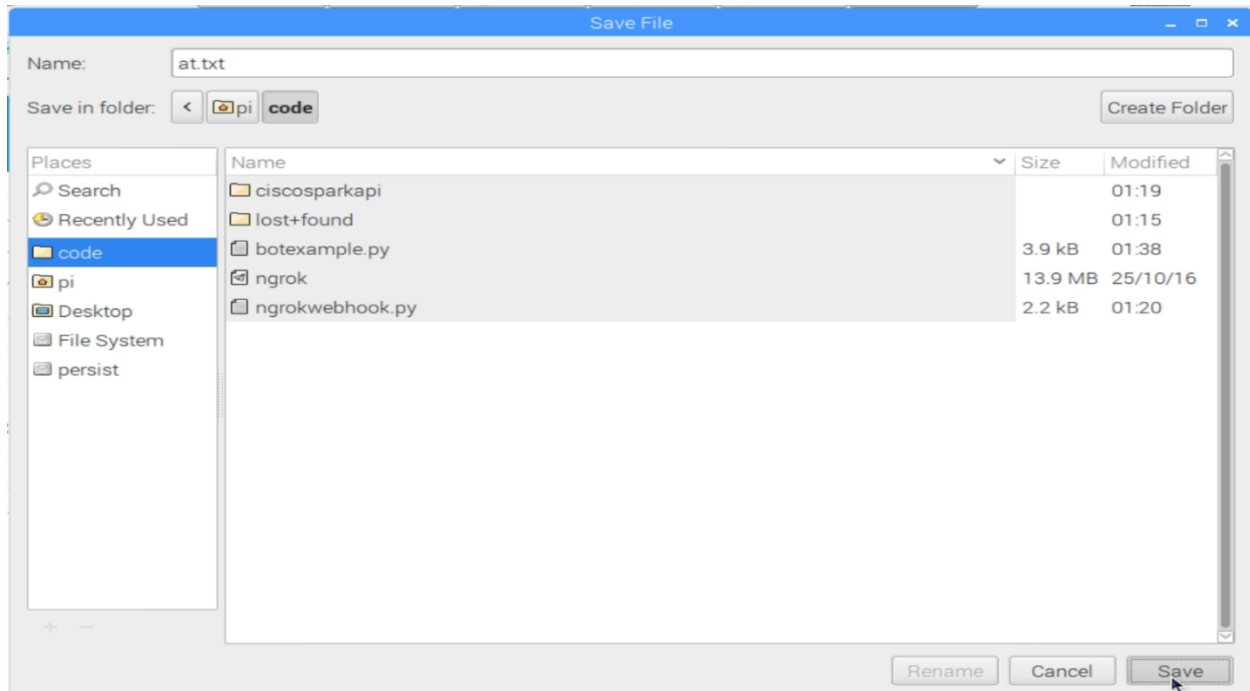 Save File
Name: at.txt
Save in folder: < pi code Create Folder
Places Name Size Modified
Search ciscosparkapi 01:19
Recently Used lost+found 01:15
code botexample.py 3.9 kB 01:38
pi ngrok 13.9 MB 25/10/16
Desktop ngrokwebhook.py 2.2 kB 01:20
File System
persist
Rename Cancel Save